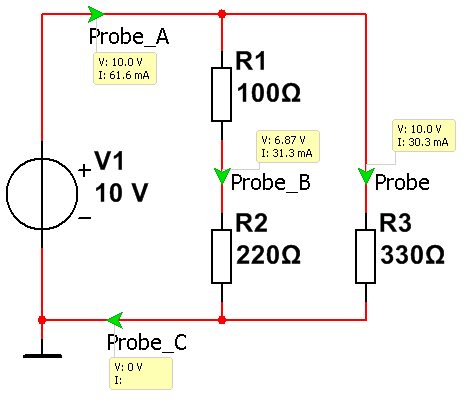 Probe_A
V: 10.0 V
I: 61.6 mA
R1
100Ω
V: 6.87 V
I: 31.3 mA
V: 10.0 V
I: 30.3 mA
V1
10 V
+
−
Probe_B
Probe
R2
220Ω
R3
330Ω
Probe_C
V: 0 V
I: